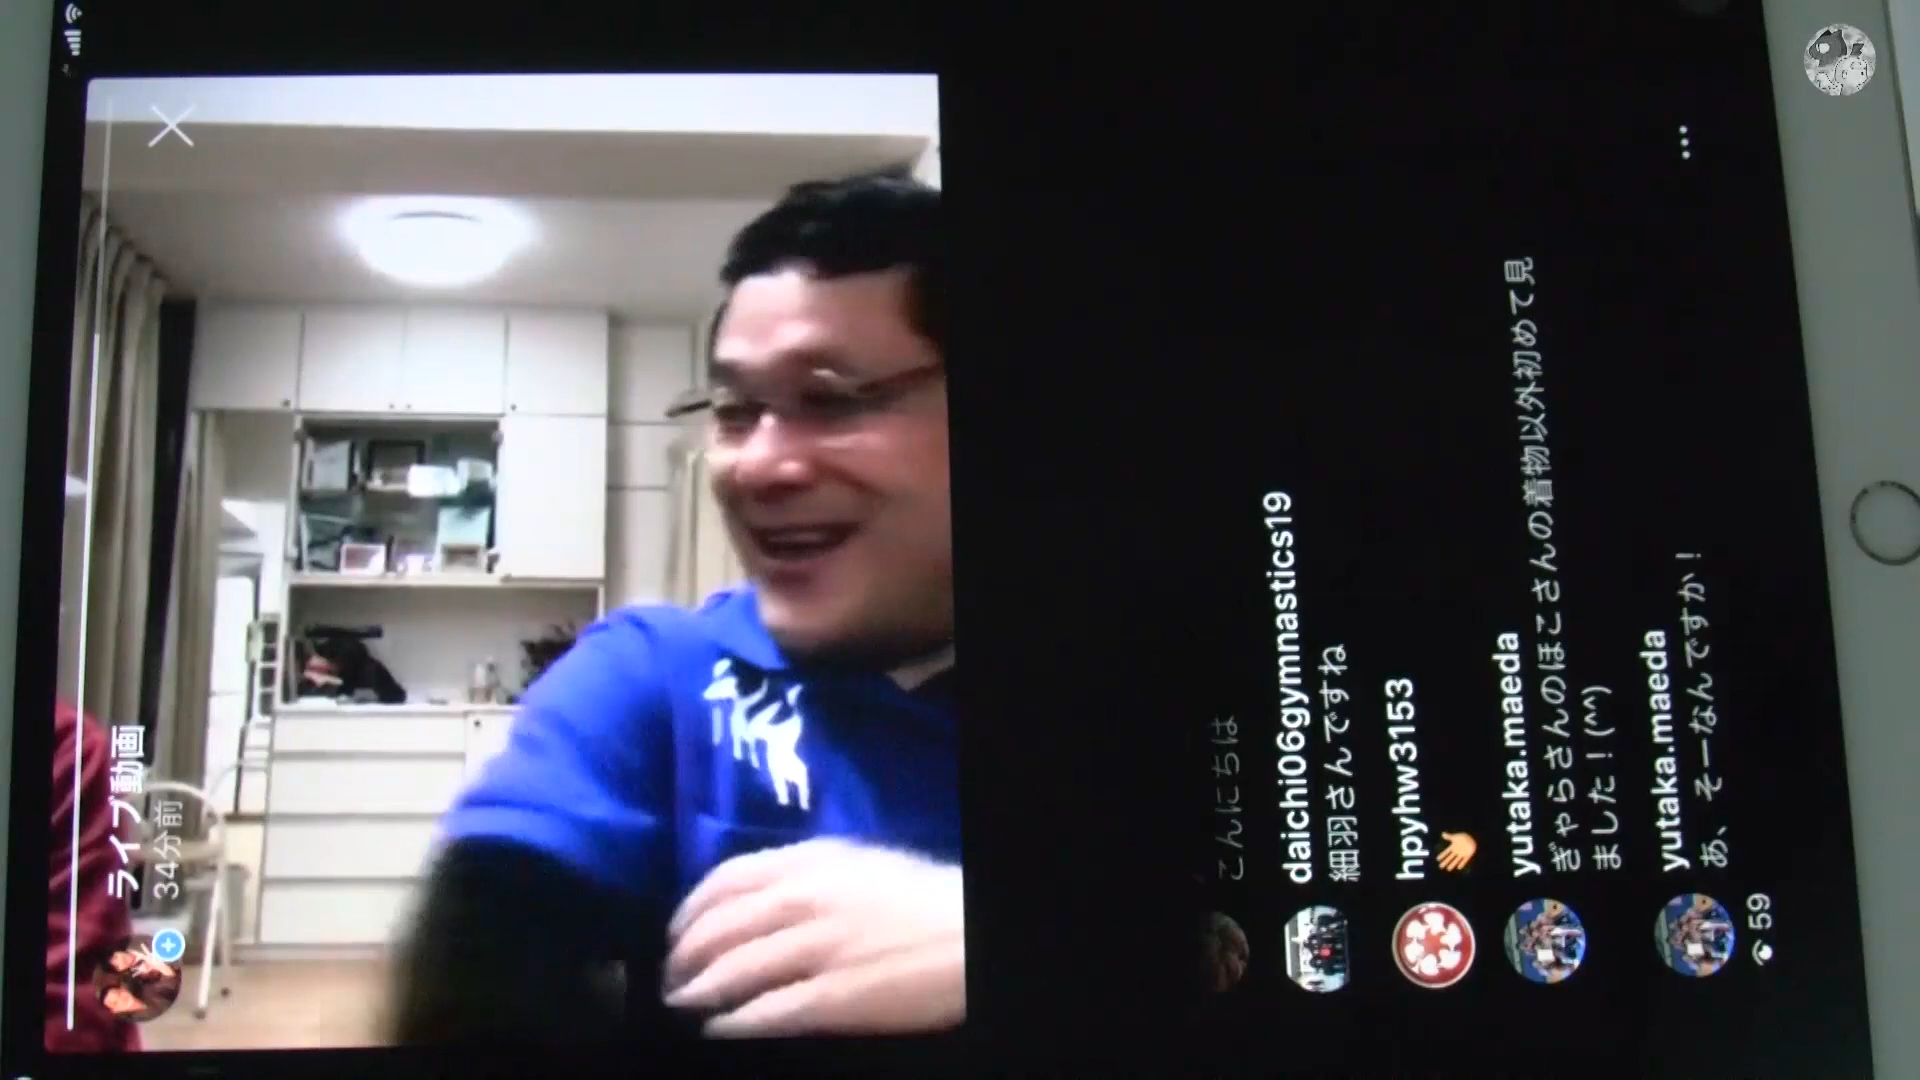 ライブ動画
34分前
こんにちは
daichi06gymnastics19
細羽さんですね
hpyhw3153
yutaka.maeda
ぎゃらさんのほこさんの着物以外初めて見
ました！(^^)
yutaka.maeda
あ、そーなんですか！
59